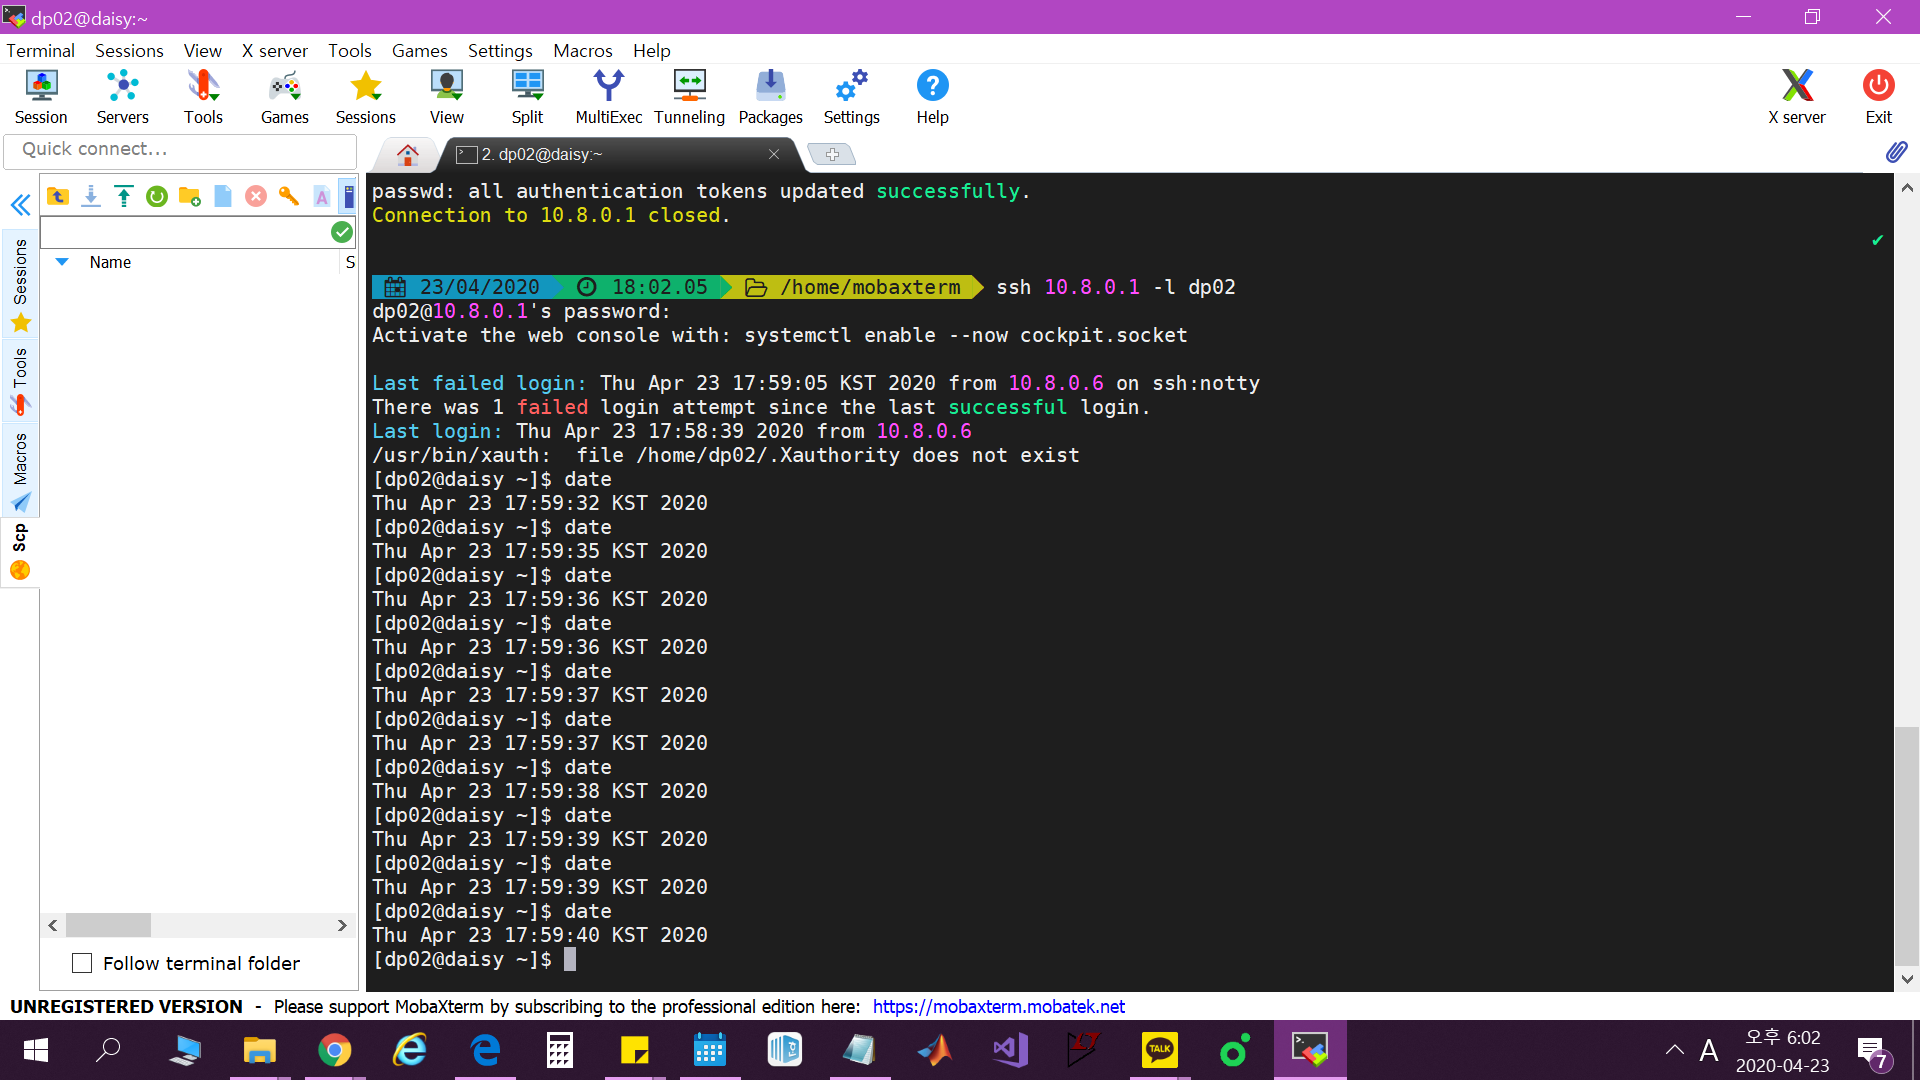 dp02@daisy:~
Terminal Sessions View X server Tools Games Settings Macros Help
Session Servers Tools Games Sessions View Split MultiExec Tunneling Packages Settings Help X server Exit
Quick connect...
2. dp02@daisy:~
Name S
Sessions
Tools
Macros
Scp
passwd: all authentication tokens updated successfully.
Connection to 10.8.0.1 closed.
23/04/2020 18:02.05 /home/mobaxterm ssh 10.8.0.1 -l dp02
dp02@10.8.0.1's password:
Activate the web console with: systemctl enable --now cockpit.socket
Last failed login: Thu Apr 23 17:59:05 KST 2020 from 10.8.0.6 on ssh:notty
There was 1 failed login attempt since the last successful login.
Last login: Thu Apr 23 17:58:39 2020 from 10.8.0.6
/usr/bin/xauth:  file /home/dp02/.Xauthority does not exist
[dp02@daisy ~]$ date
Thu Apr 23 17:59:32 KST 2020
[dp02@daisy ~]$ date
Thu Apr 23 17:59:35 KST 2020
[dp02@daisy ~]$ date
Thu Apr 23 17:59:36 KST 2020
[dp02@daisy ~]$ date
Thu Apr 23 17:59:36 KST 2020
[dp02@daisy ~]$ date
Thu Apr 23 17:59:37 KST 2020
[dp02@daisy ~]$ date
Thu Apr 23 17:59:37 KST 2020
[dp02@daisy ~]$ date
Thu Apr 23 17:59:38 KST 2020
[dp02@daisy ~]$ date
Thu Apr 23 17:59:39 KST 2020
[dp02@daisy ~]$ date
Thu Apr 23 17:59:39 KST 2020
[dp02@daisy ~]$ date
Thu Apr 23 17:59:40 KST 2020
[dp02@daisy ~]$
Follow terminal folder
UNREGISTERED VERSION - Please support MobaXterm by subscribing to the professional edition here: https://mobaxterm.mobatek.net
TALK
A
오후 6:02
2020-04-23
7